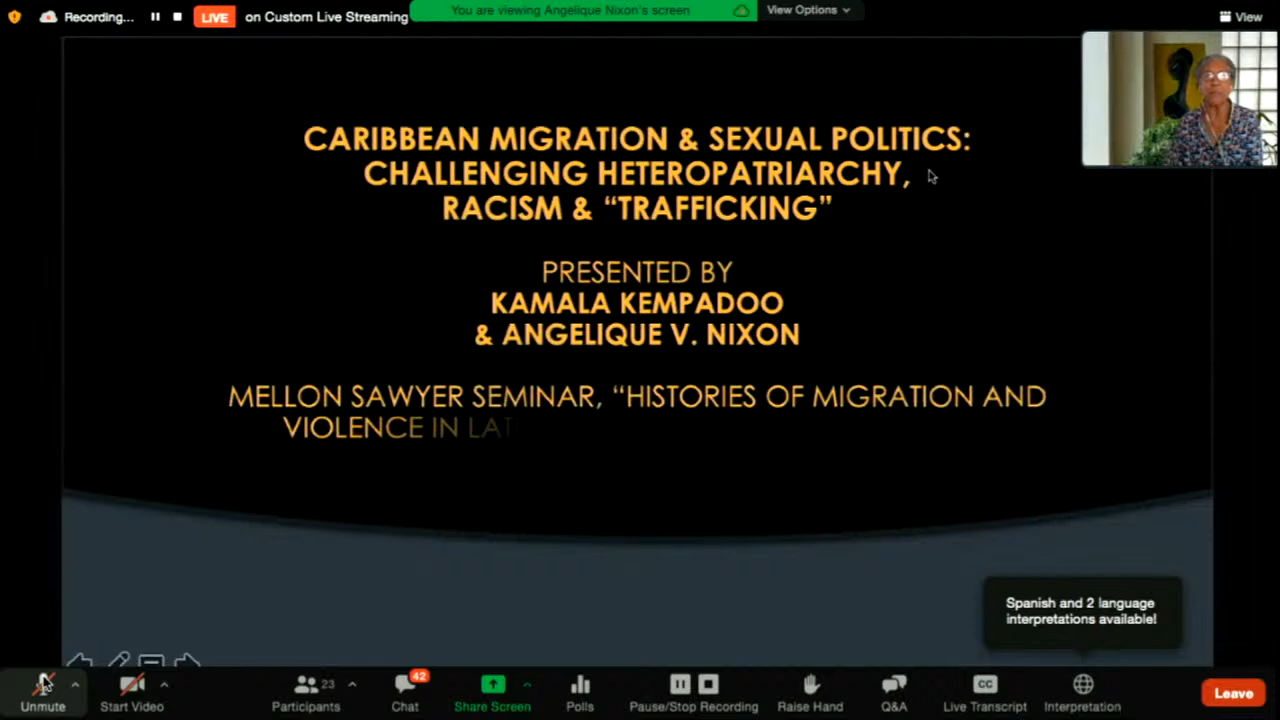 Recording...
LIVE
on Custom Live Streaming
You are viewing Angelique Nixon's screen
View Options
View
CARIBBEAN MIGRATION & SEXUAL POLITICS:
CHALLENGING HETEROPATRIARCHY,
RACISM & “TRAFFICKING”
PRESENTED BY
KAMALA KEMPADOO
& ANGELIQUE V. NIXON
MELLON SAWYER SEMINAR, “HISTORIES OF MIGRATION AND
VIOLENCE IN LAT
Spanish and 2 language
interpretations available!
Unmute
Start Video
23
Participants
42
Chat
Share Screen
Polls
Pause/Stop Recording
Raise Hand
Q&A
CC
Live Transcript
Interpretation
Leave